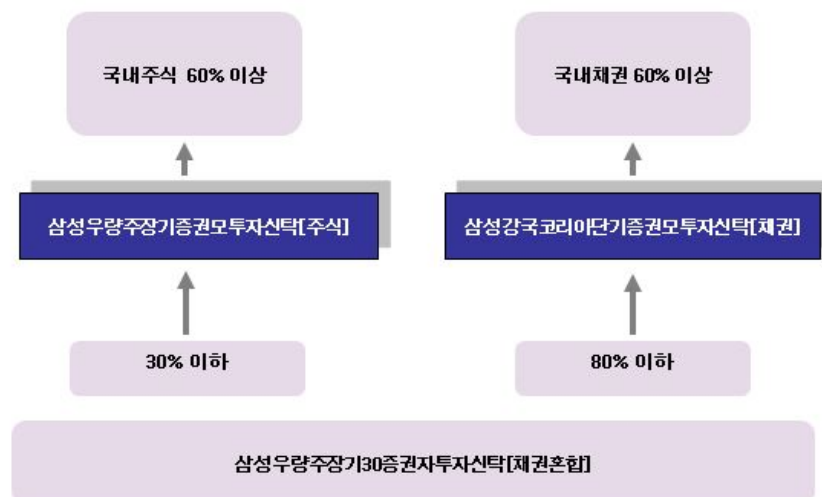 국내주식 60% 이상
국내채권 60% 이상
삼성우량주장기증권모투자신탁[주식]
삼성강국코리아단기증권모투자신탁[채권]
30% 이하
80% 이하
삼성우량주장기30증권자투자신탁[채권혼합]